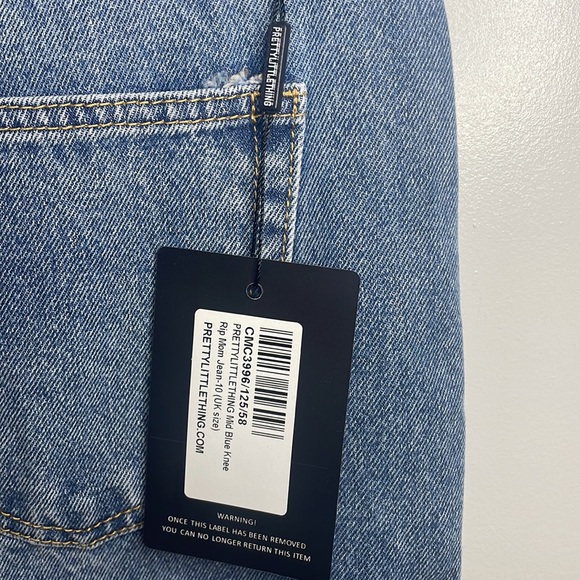 PRETTYLITTLETHING
CMC3996/125/58
PRETTYLITTLETHING Mid Blue Knee
Rip Mom Jean-10 (UK size)
PRETTYLITTLETHING.COM
WARNING!
ONCE THIS LABEL HAS BEEN REMOVED
YOU CAN NO LONGER RETURN THIS ITEM